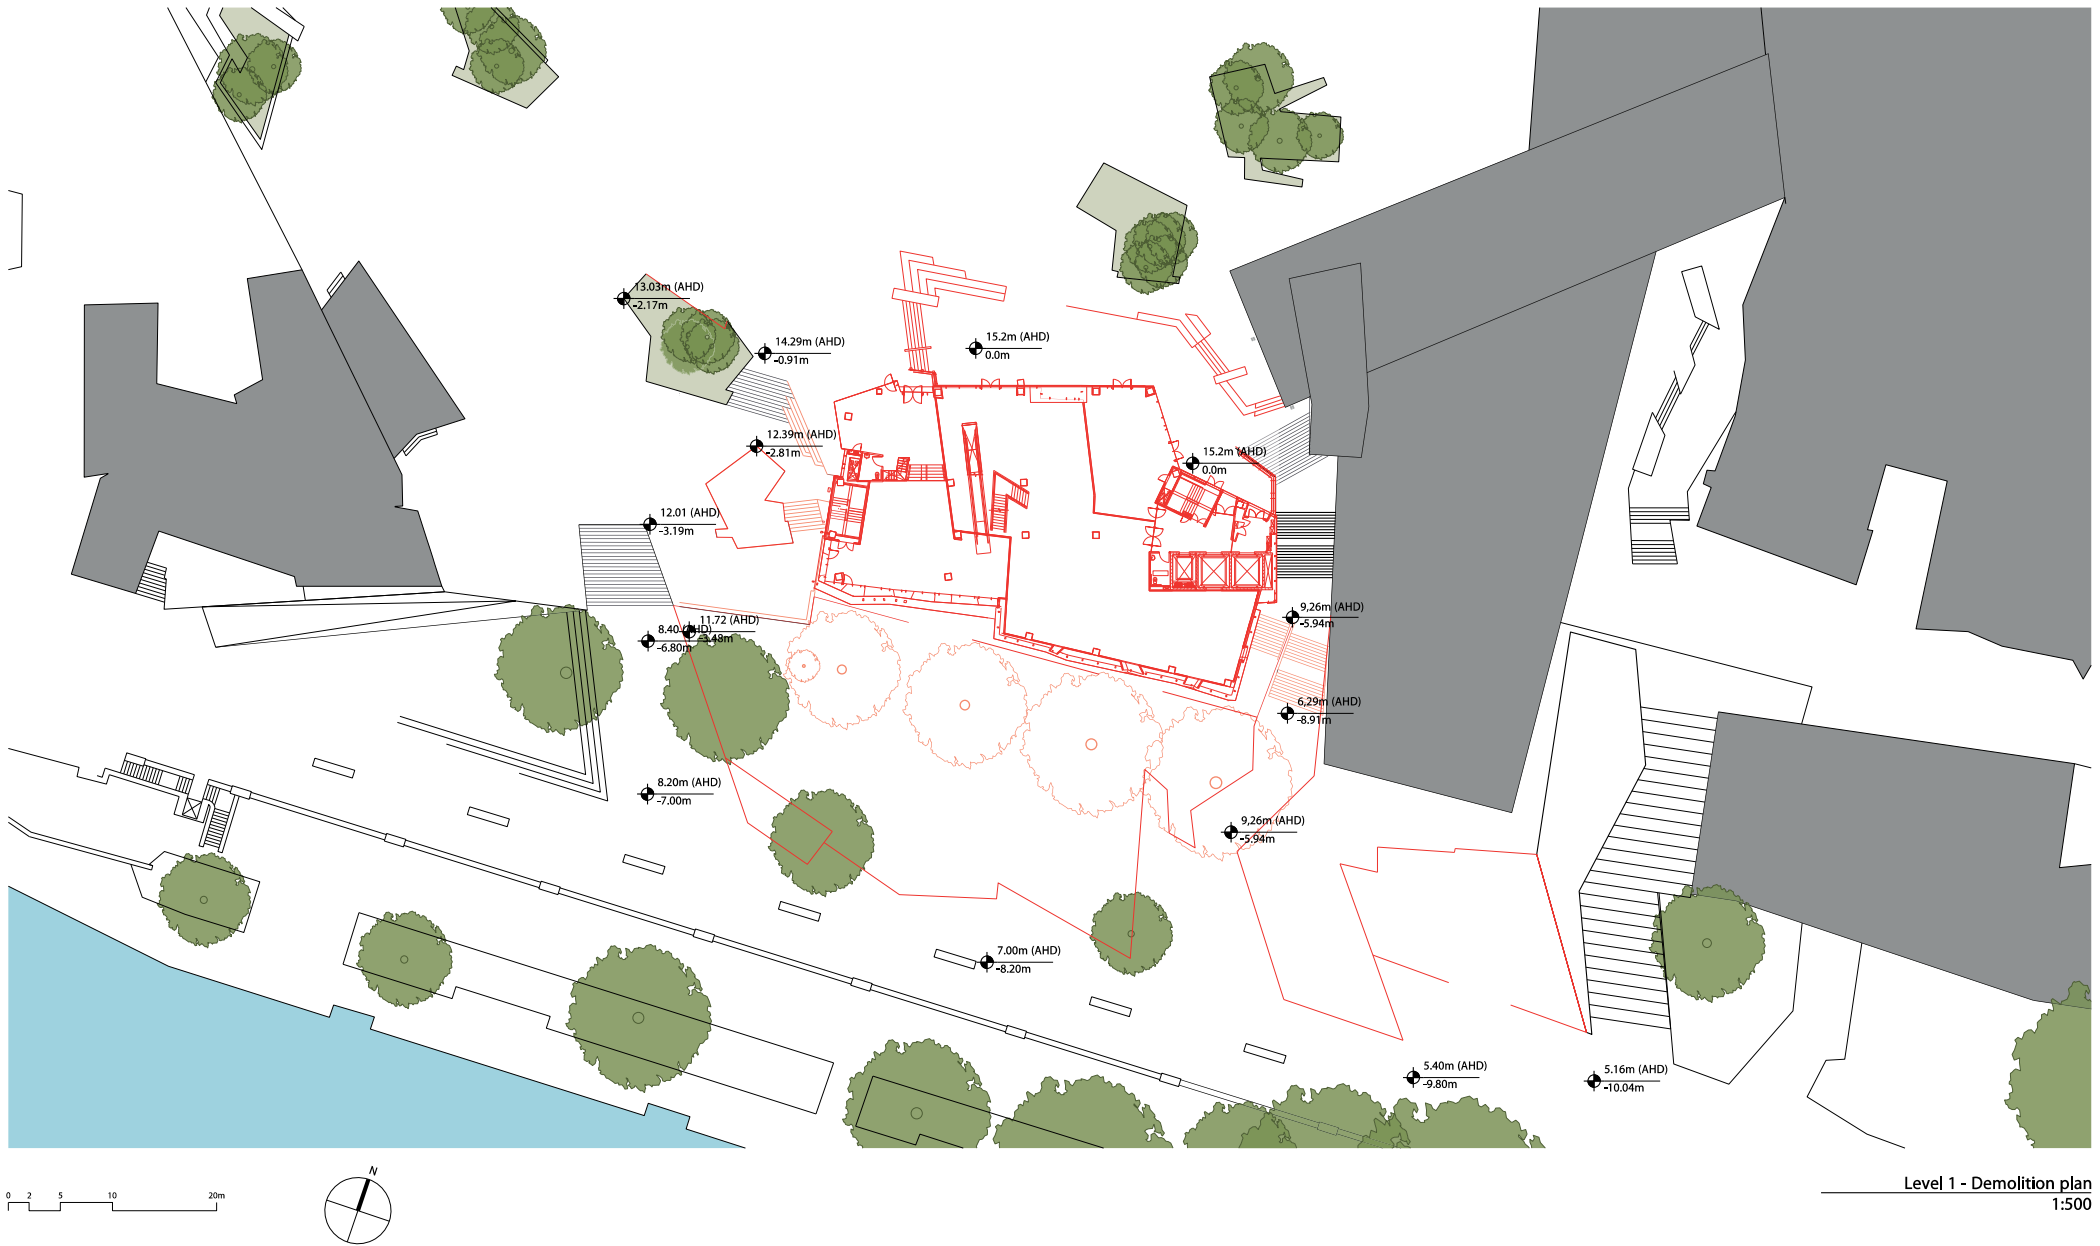 13.03m (AHD)
-2.17m
14.29m (AHD)
-0.91m
15.2m (AHD)
0.0m
12.39m (AHD)
-2.81m
15.2m (AHD)
0.0m
12.01 (AHD)
-3.19m
9,26m (AHD)
-5.94m
11.72 (AHD)
-3.48m
8.40 (AHD)
-6.80m
6,29m (AHD)
-8.91m
8.20m (AHD)
-7.00m
9,26m (AHD)
-5.94m
7.00m (AHD)
-8.20m
5.40m (AHD)
-9.80m
5.16m (AHD)
-10.04m
N
0 2 5 10 20m
Level 1 - Demolition plan
1:500